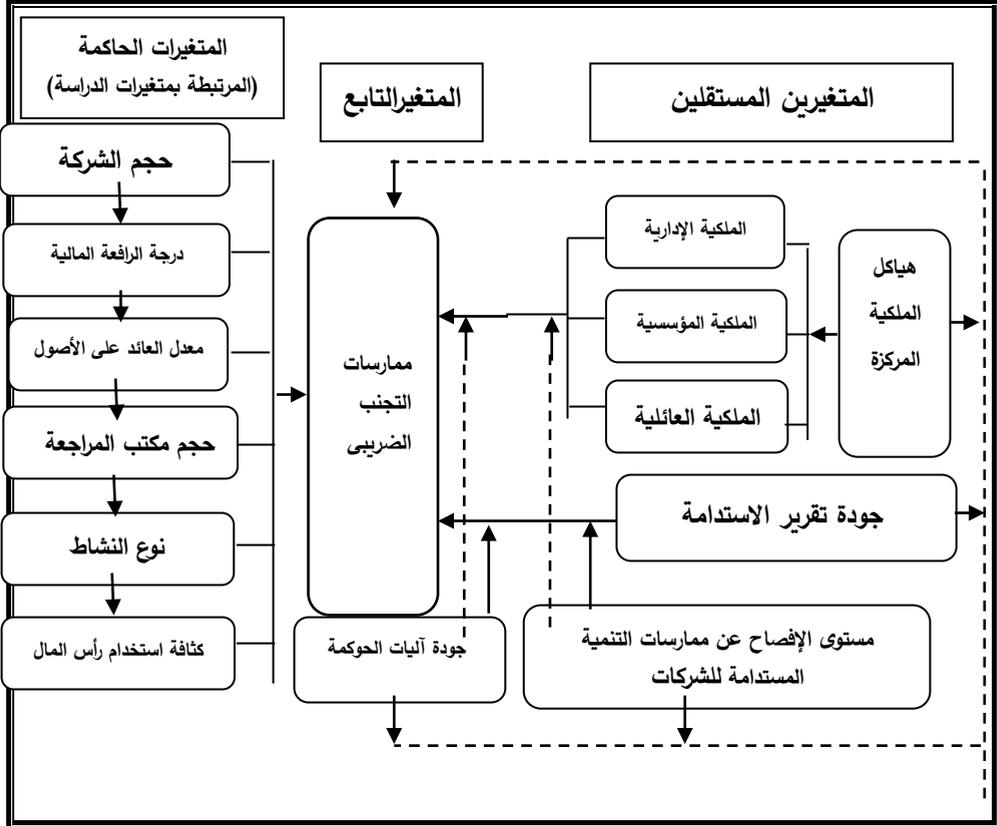 المتغيرين المستقلين
المتغيرالتابع
المتغيرات الحاكمة
(المرتبطة بمتغيرات الدراسة)
هياكل
الملكية
المركزة
الملكية الإدارية
الملكية المؤسسية
الملكية العائلية
جودة تقرير الاستدامة
مستوى الإفصاح عن ممارسات التنمية
المستدامة للشركات
ممارسات
التجنب
الضريبى
جودة آليات الحوكمة
حجم الشركة
درجة الرافعة المالية
معدل العائد على الأصول
حجم مكتب المراجعة
نوع النشاط
كثافة استخدام رأس المال